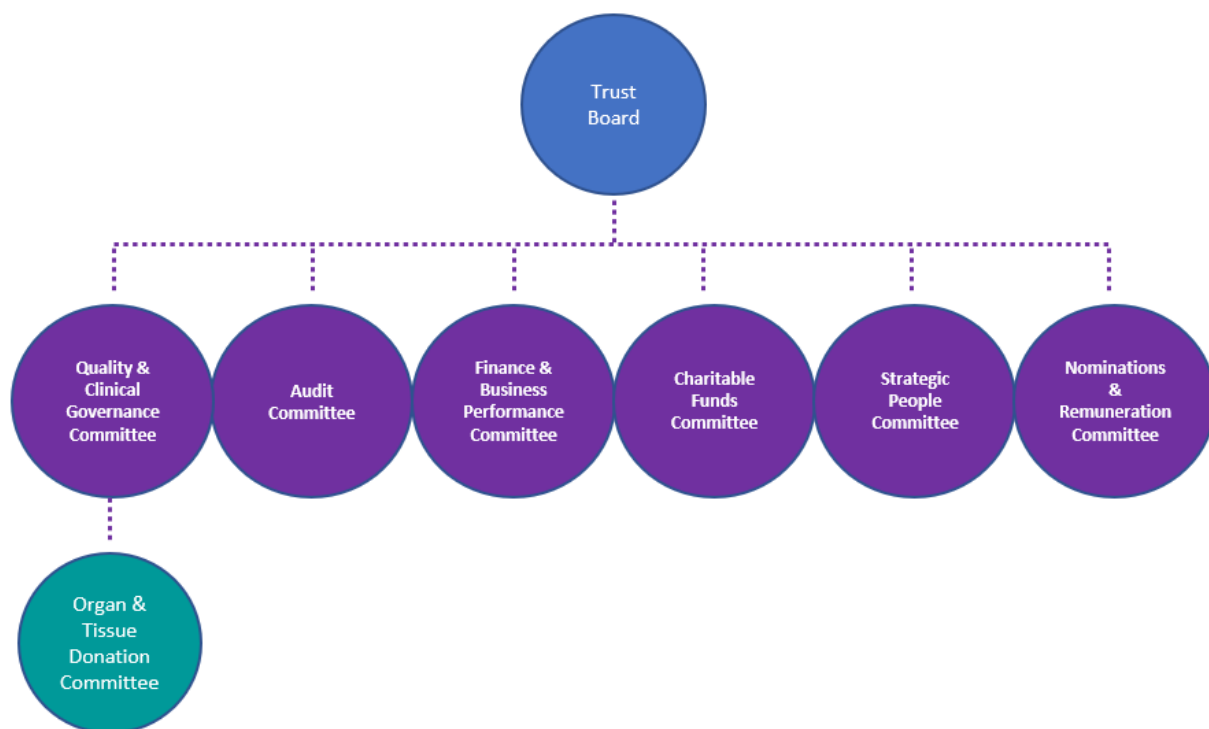 Trust
Board
Quality &
Clinical
Governance
Committee
Audit
Committee
Finance &
Business
Performance
Committee
Charitable
Funds
Committee
Strategic
People
Committee
Nominations
&
Remuneration
Committee
Organ &
Tissue
Donation
Committee